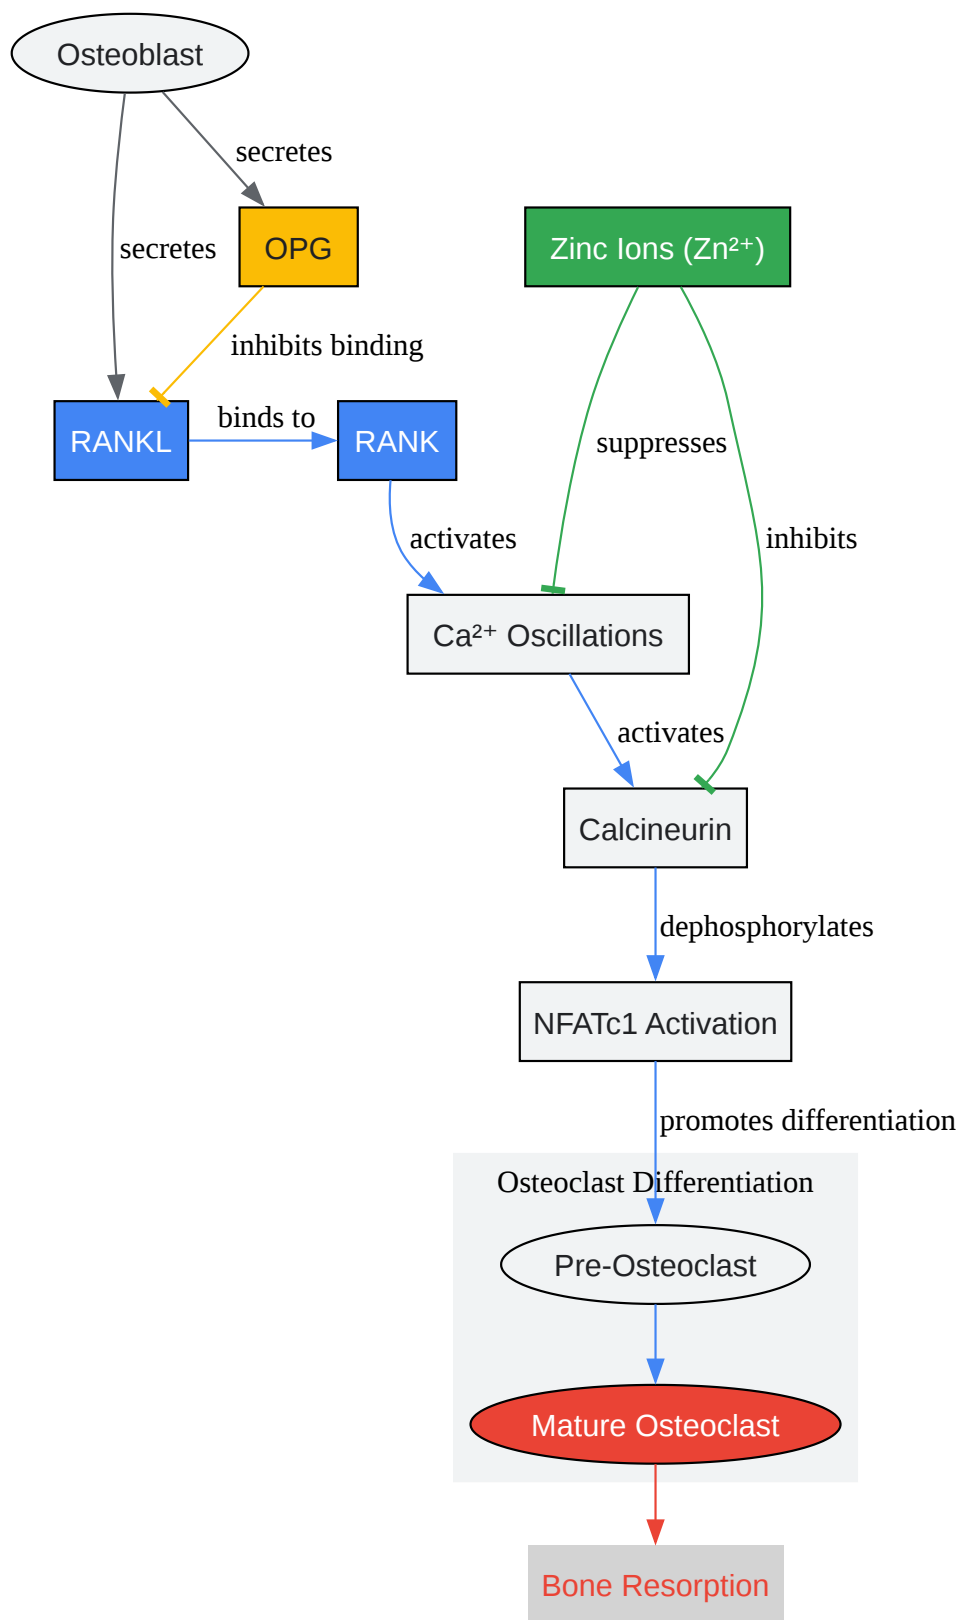 Osteoblast
secretes
secretes
OPG
Zinc Ions (Zn²⁺)
inhibits binding
binds to
RANKL
RANK
suppresses
activates
inhibits
Ca²⁺ Oscillations
activates
Calcineurin
dephosphorylates
NFATc1 Activation
promotes differentiation
Osteoclast Differentiation
Pre-Osteoclast
Mature Osteoclast
Bone Resorption